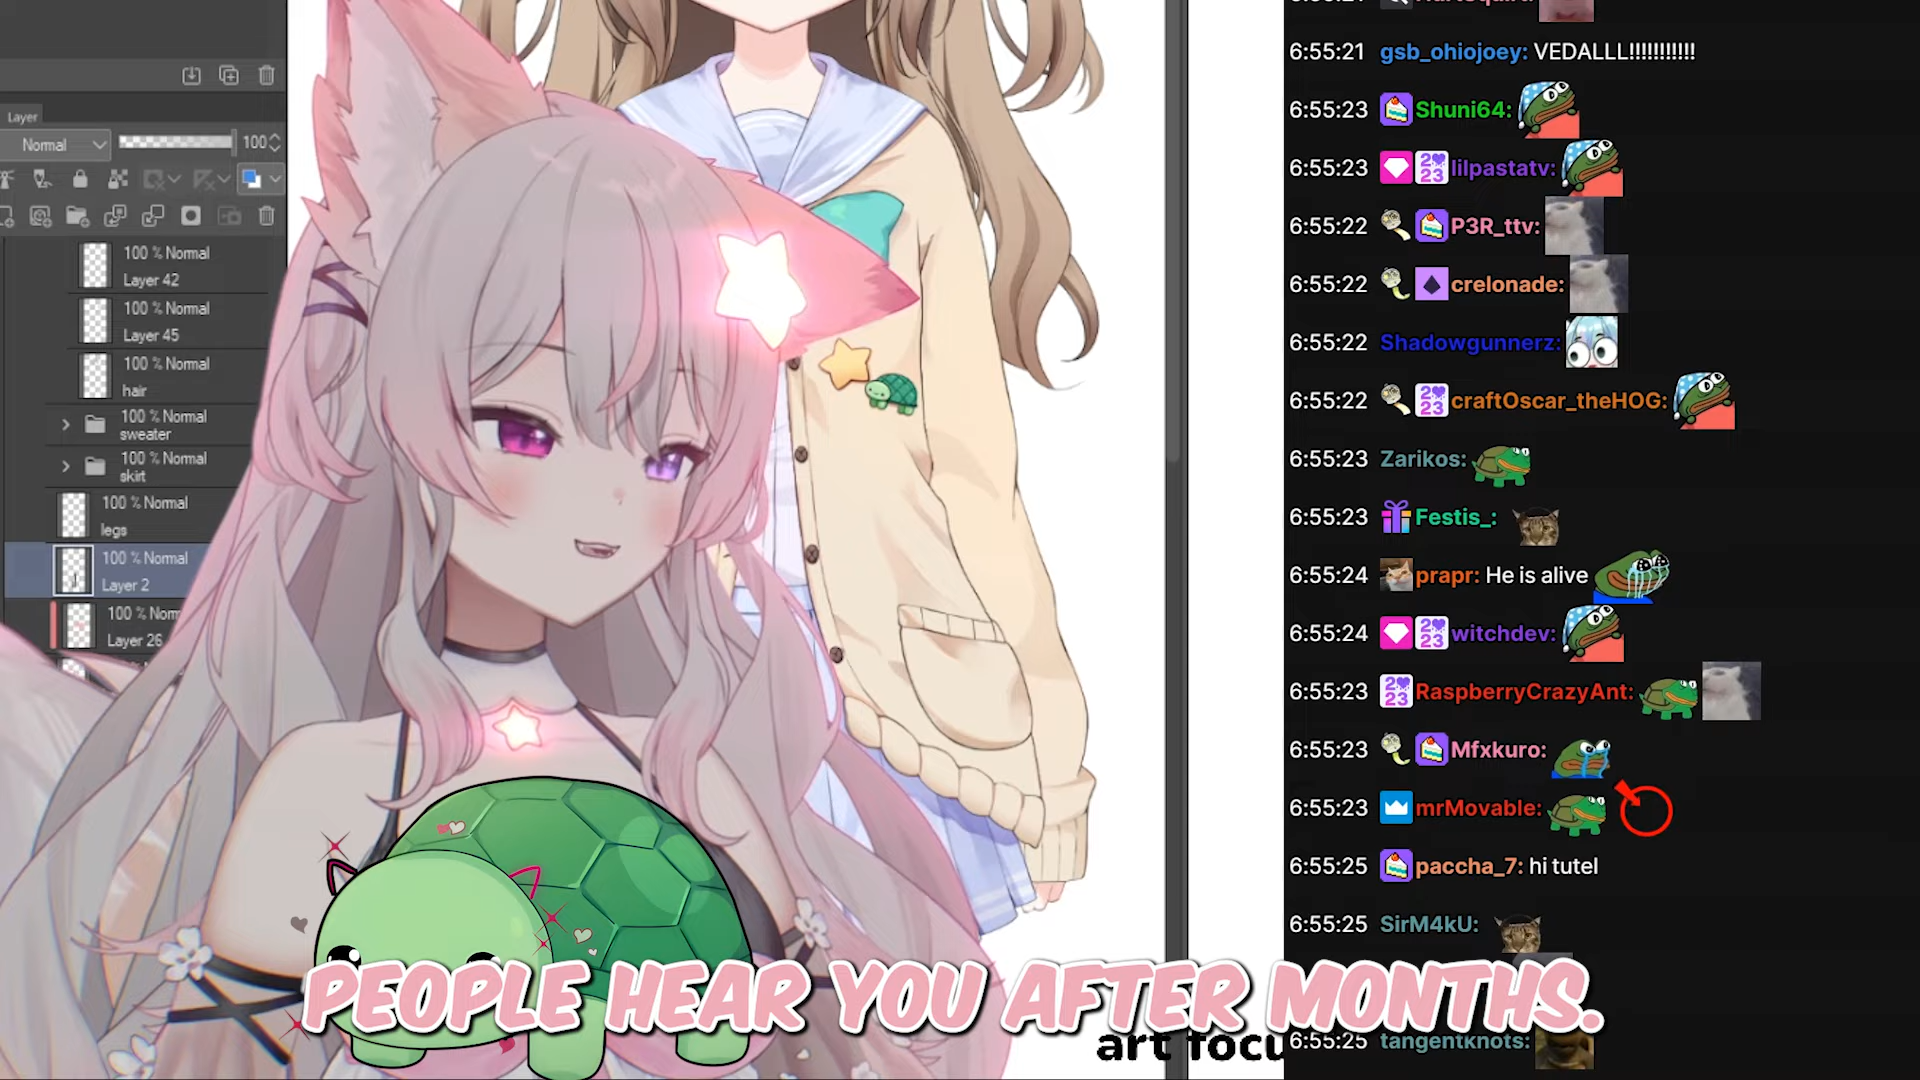 Layer
Normal
100
100 % Normal
Layer 42
100 % Normal
Layer 45
100 % Normal
hair
100 % Normal
sweater
100 % Normal
skirt
100 % Normal
legs
100 % Normal
Layer 2
100 %
Layer 26
6:55:21 gsb_ohiojoey: VEDALLL!!!!!!!!!!!
6:55:23 Shuni64:
6:55:23 lilpastatv:
6:55:22 P3R_ttv:
6:55:22 crelonade:
6:55:22 Shadowgunnerz:
6:55:22 craftOscar_theHOG:
6:55:23 Zarikos:
6:55:23 Festis_:
6:55:24 prapr: He is alive
6:55:24 witchdev:
6:55:23 RaspberryCrazyAnt:
6:55:23 Mfxkuro:
6:55:23 mrMovable:
6:55:25 paccha_7: hi tutel
6:55:25 SirM4kU:
6:55:25 tangentknots:
PEOPLE HEAR YOU AFTER MONTHS.
art focu